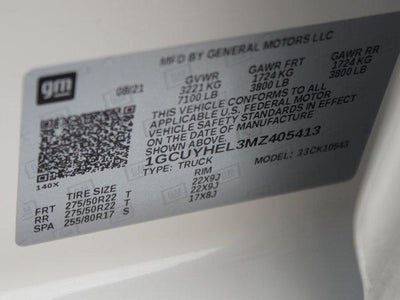 gm
MFD BY GENERAL MOTORS LLC
08/21 GVWR GAWR FRT GAWR RR
3221 KG 1724 KG 1724 KG
7100 LB 3800 LB 3800 LB
THIS VEHICLE CONFORMS TO ALL
APPLICABLE U.S. FEDERAL MOTOR
VEHICLE SAFETY STANDARDS IN EFFECT
ON THE DATE OF MANUFACTURE
SHOWN ABOVE.
1GCUYHEL3MZ405413
140X TYPE: TRUCK MODEL: 33CK10543
TIRE SIZE RIM
FRT 275/50R22 T 22X9J
RR 275/50R22 T 22X9J
SPA 255/80R17 S 17X8J